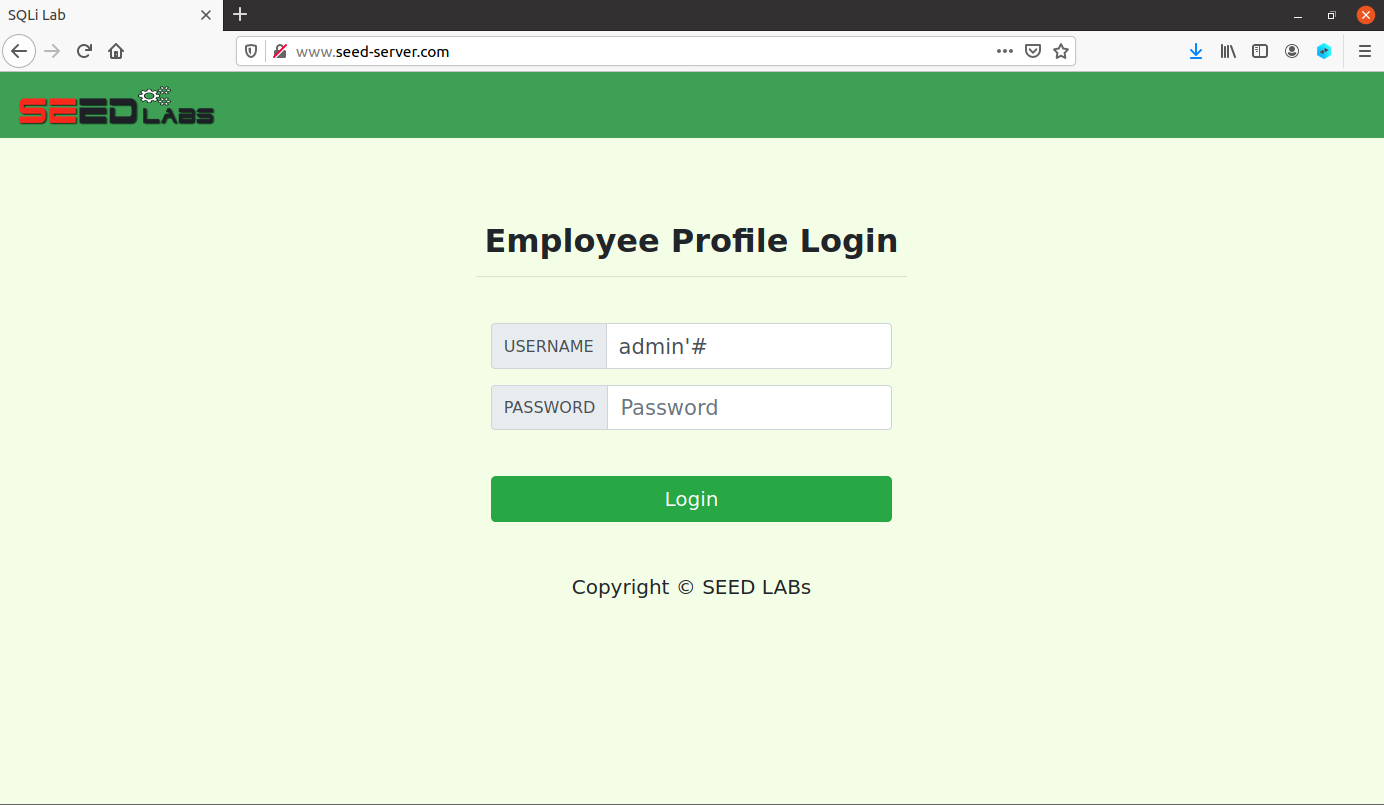 SQLi Lab
www.seed-server.com
SEED LABS
Employee Profile Login
USERNAME admin'#
PASSWORD Password
Login
Copyright © SEED LABs